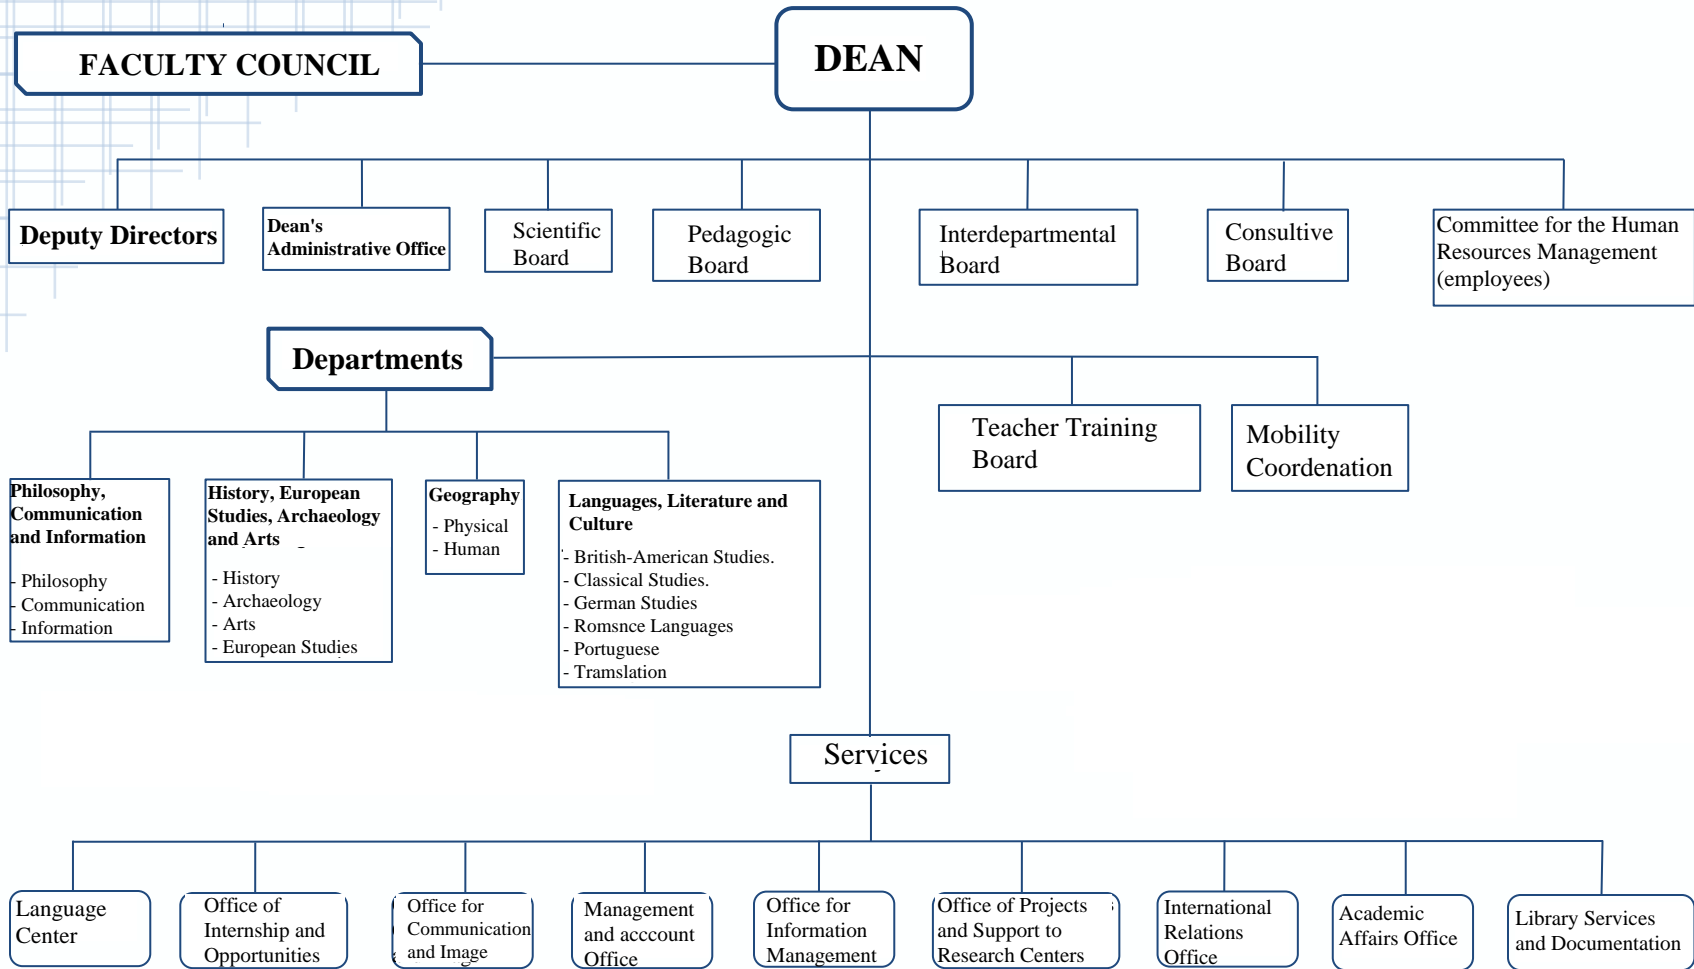 FACULTY COUNCIL
DEAN
Deputy Directors
Dean's
Administrative Office
Scientific
Board
Pedagogic
Board
Interdepartmental
Board
Consultive
Board
Committee for the Human
Resources Management
(employees)
Departments
Teacher Training
Board
Mobility
Coordenation
Philosophy,
Communication
and Information
- Philosophy
- Communication
- Information
History, European
Studies, Archaeology
and Arts
- History
- Archaeology
- Arts
- European Studies
Geography
- Physical
- Human
Languages, Literature and
Culture
- British-American Studies.
- Classical Studies.
- German Studies
- Romsnce Languages
- Portuguese
- Tramslation
Services
Language
Center
Office of
Internship and
Opportunities
Office for
Communication
and Image
Management
and acccount
Office
Office for
Information
Management
Office of Projects
and Support to
Research Centers
International
Relations
Office
Academic
Affairs Office
Library Services
and Documentation